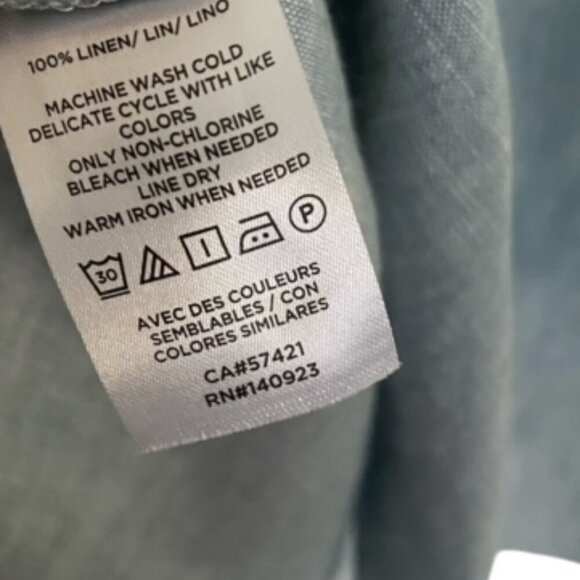 100% LINEN/ LIN/ LINO
MACHINE WASH COLD
DELICATE CYCLE WITH LIKE
COLORS
ONLY NON-CHLORINE
BLEACH WHEN NEEDED
LINE DRY
WARM IRON WHEN NEEDED
30 P
AVEC DES COULEURS
SEMBLABLES / CON
COLORES SIMILARES
CA#57421
RN#140923